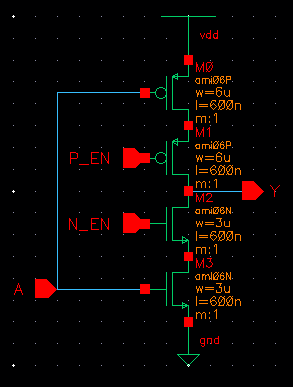 vdd
M0
ami06P
w=6u
l=600n
m:1
M1
ami06P
w=6u
l=600n
m:1
P_EN
Y
M2
ami06N
w=3u
l=600n
m:1
N_EN
M3
ami06N
w=3u
l=600n
m:1
A
gnd